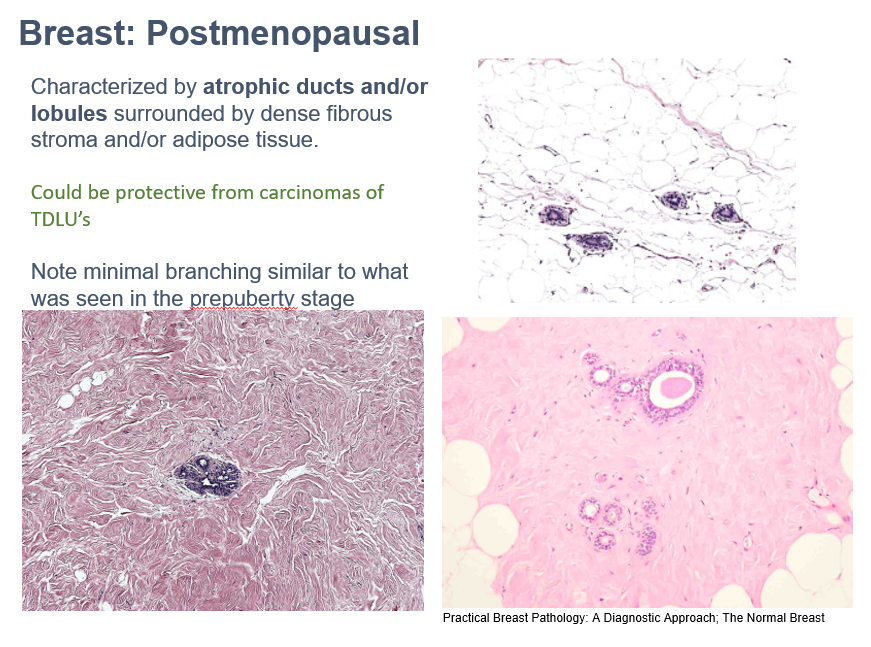 Breast: Postmenopausal
Characterized by atrophic ducts and/or
lobules surrounded by dense fibrous
stroma and/or adipose tissue.
Could be protective from carcinomas of
TDLU’s
Note minimal branching similar to what
was seen in the prepuberty stage
Practical Breast Pathology: A Diagnostic Approach; The Normal Breast